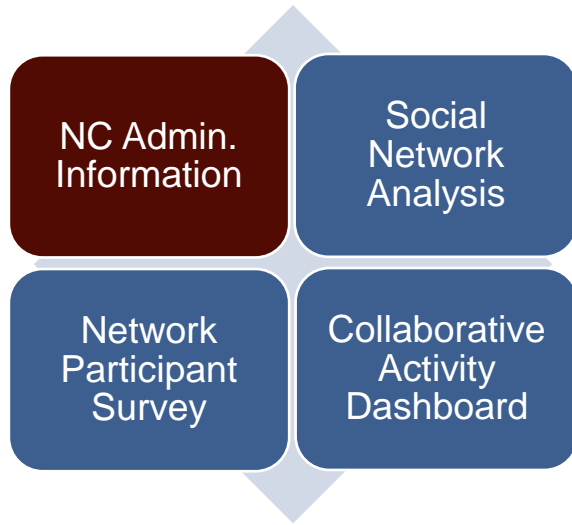 NC Admin.
Information
Social
Network
Analysis
Network
Participant
Survey
Collaborative
Activity
Dashboard